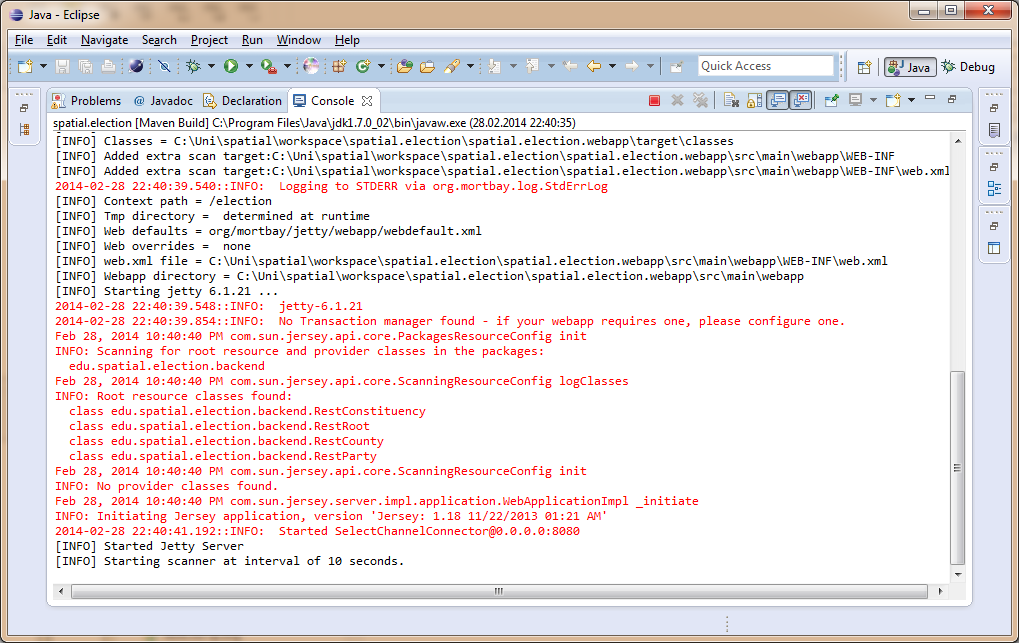 Java - Eclipse
File Edit Navigate Search Project Run Window Help
Quick Access
Java
Debug
Problems @ Javadoc Declaration Console
spatial.election [Maven Build] C:\Program Files\Java\jdk1.7.0_02\bin\javaw.exe (28.02.2014 22:40:35)
[INFO] Classes = C:\Uni\spatial\workspace\spatial.election\spatial.election.webapp\target\classes
[INFO] Added extra scan target:C:\Uni\spatial\workspace\spatial.election\spatial.election.webapp\src\main\webapp\WEB-INF
[INFO] Added extra scan target:C:\Uni\spatial\workspace\spatial.election\spatial.election.webapp\src\main\webapp\WEB-INF\web.xml
2014-02-28 22:40:39.540::INFO:  Logging to STDERR via org.mortbay.log.StdErrLog
[INFO] Context path = /election
[INFO] Tmp directory =  determined at runtime
[INFO] Web defaults = org/mortbay/jetty/webapp/webdefault.xml
[INFO] Web overrides =  none
[INFO] web.xml file = C:\Uni\spatial\workspace\spatial.election\spatial.election.webapp\src\main\webapp\WEB-INF\web.xml
[INFO] Webapp directory = C:\Uni\spatial\workspace\spatial.election\spatial.election.webapp\src\main\webapp
[INFO] Starting jetty 6.1.21 ...
2014-02-28 22:40:39.548::INFO:  jetty-6.1.21
2014-02-28 22:40:39.854::INFO:  No Transaction manager found - if your webapp requires one, please configure one.
Feb 28, 2014 10:40:40 PM com.sun.jersey.api.core.PackagesResourceConfig init
INFO: Scanning for root resource and provider classes in the packages:
  edu.spatial.election.backend
Feb 28, 2014 10:40:40 PM com.sun.jersey.api.core.ScanningResourceConfig logClasses
INFO: Root resource classes found:
  class edu.spatial.election.backend.RestConstituency
  class edu.spatial.election.backend.RestRoot
  class edu.spatial.election.backend.RestCounty
  class edu.spatial.election.backend.RestParty
Feb 28, 2014 10:40:40 PM com.sun.jersey.api.core.ScanningResourceConfig init
INFO: No provider classes found.
Feb 28, 2014 10:40:40 PM com.sun.jersey.server.impl.application.WebApplicationImpl _initiate
INFO: Initiating Jersey application, version 'Jersey: 1.18 11/22/2013 01:21 AM'
2014-02-28 22:40:41.192::INFO:  Started SelectChannelConnector@0.0.0.0:8080
[INFO] Started Jetty Server
[INFO] Starting scanner at interval of 10 seconds.